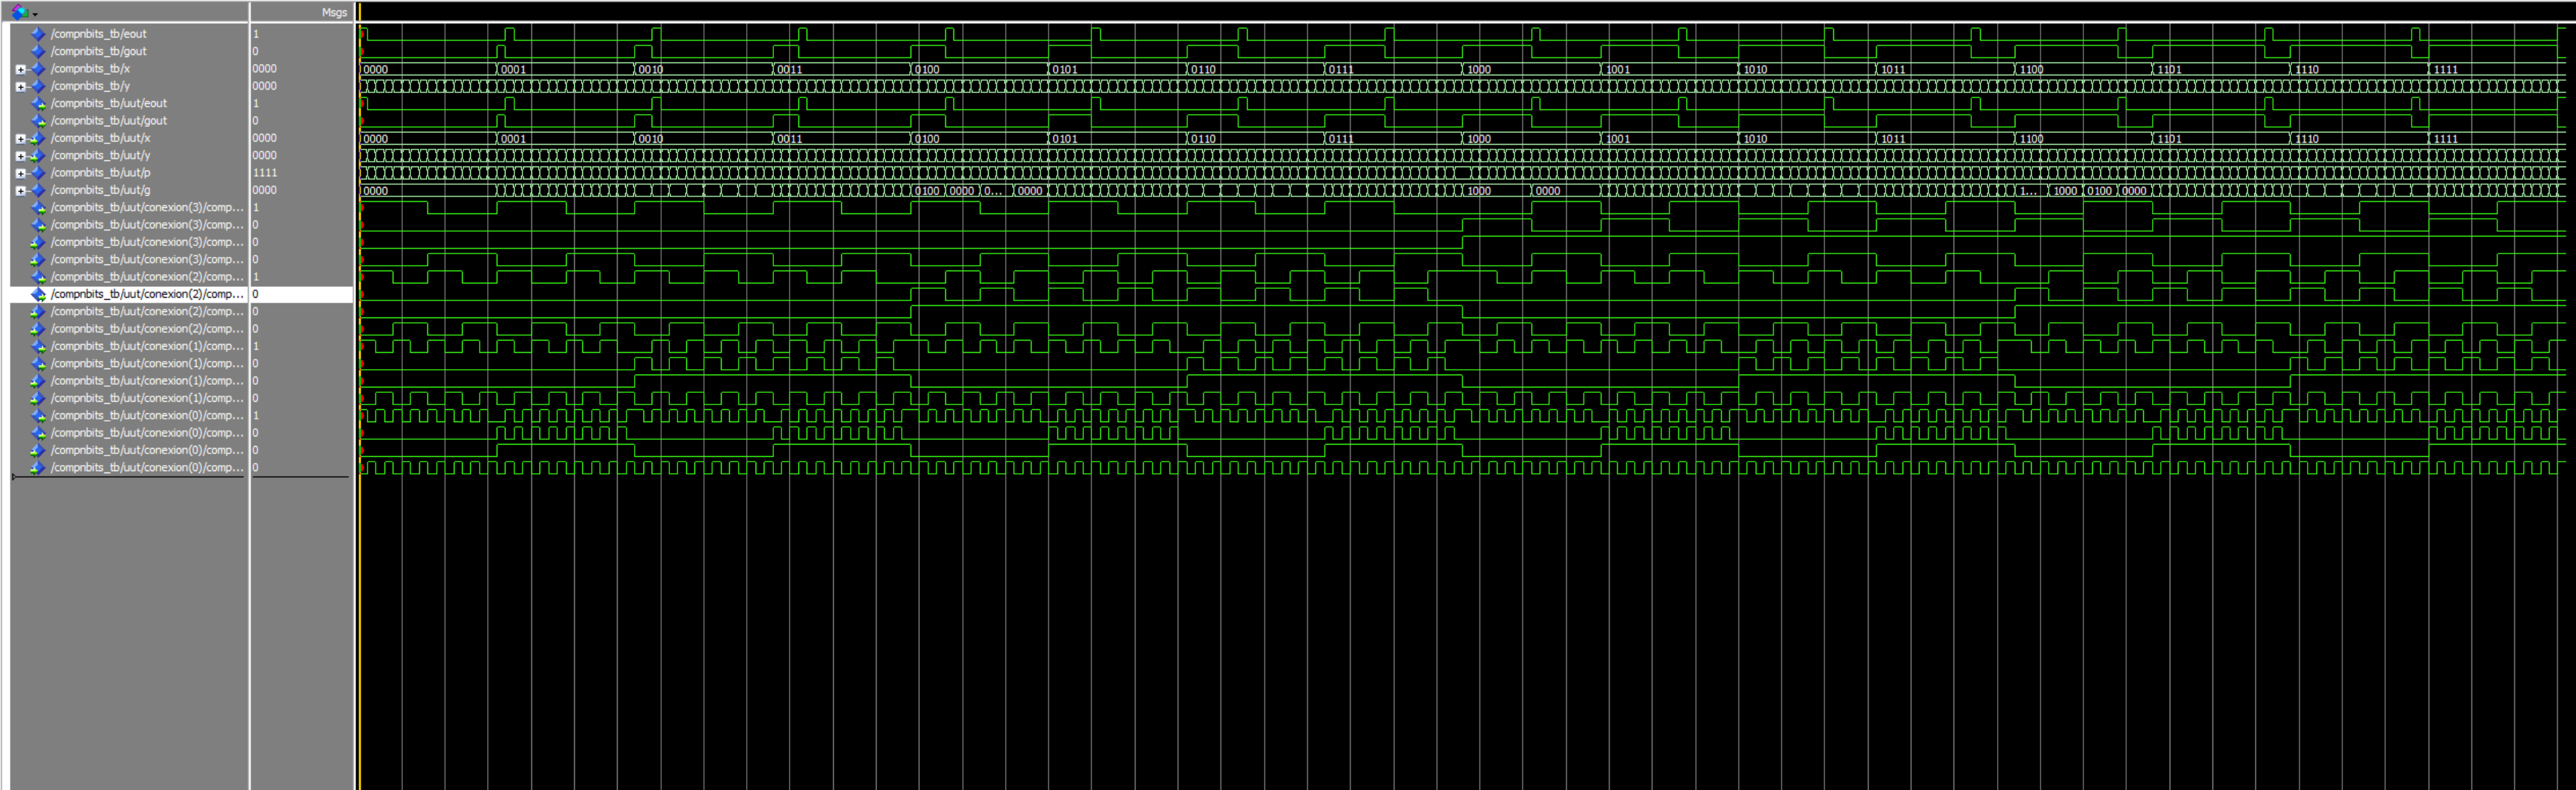 Msgs
/compnbits_tb/eout 1
/compnbits_tb/gout 0
/compnbits_tb/x 0000 0000 0001 0010 0011 0100 0101 0110 0111 1000 1001 1010 1011 1100 1101 1110 1111
/compnbits_tb/y 0000
/compnbits_tb/uut/eout 1
/compnbits_tb/uut/gout 0
/compnbits_tb/uut/x 0000 0000 0001 0010 0011 0100 0101 0110 0111 1000 1001 1010 1011 1100 1101 1110 1111
/compnbits_tb/uut/y 0000
/compnbits_tb/uut/p 1111
/compnbits_tb/uut/g 0000 0000 0100 0000 0... 0000 1000 0000 1... 1000 0100 0000
/compnbits_tb/uut/conexion(3)/comp... 1
/compnbits_tb/uut/conexion(3)/comp... 0
/compnbits_tb/uut/conexion(3)/comp... 0
/compnbits_tb/uut/conexion(3)/comp... 0
/compnbits_tb/uut/conexion(2)/comp... 1
/compnbits_tb/uut/conexion(2)/comp... 0
/compnbits_tb/uut/conexion(2)/comp... 0
/compnbits_tb/uut/conexion(2)/comp... 0
/compnbits_tb/uut/conexion(1)/comp... 1
/compnbits_tb/uut/conexion(1)/comp... 0
/compnbits_tb/uut/conexion(1)/comp... 0
/compnbits_tb/uut/conexion(1)/comp... 0
/compnbits_tb/uut/conexion(0)/comp... 1
/compnbits_tb/uut/conexion(0)/comp... 0
/compnbits_tb/uut/conexion(0)/comp... 0
/compnbits_tb/uut/conexion(0)/comp... 0